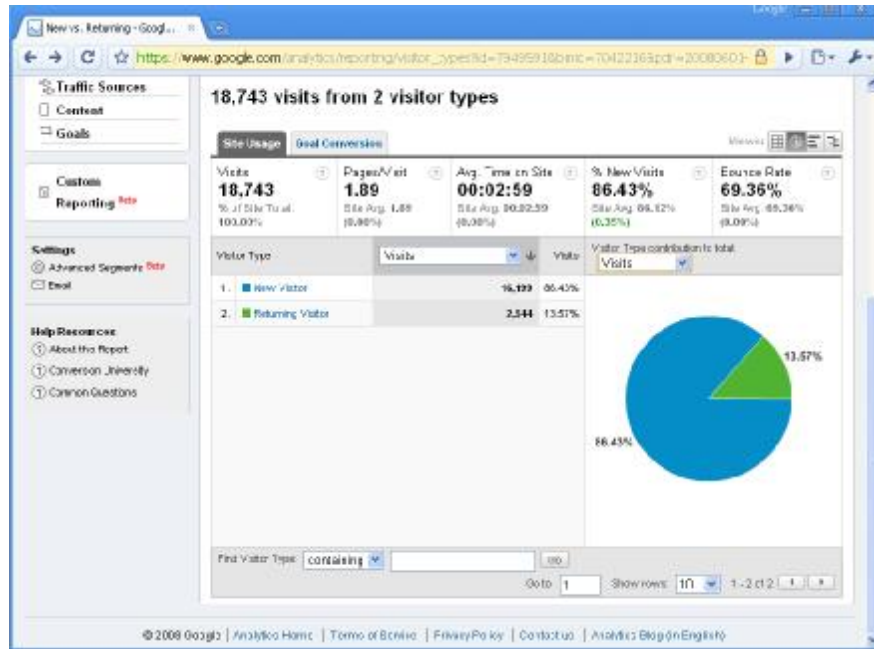 New vs. Returning - Googl...
https://www.google.com/analytics/reporting/visitor_types?id=
Traffic Sources
Content
Goals
Custom
Reporting Beta
Settings
Advanced Segments Beta
Email
Help Resources
About this Report
Conversion University
Common Questions
18,743 visits from 2 visitor types
Site Usage
Goal Conversion
Views:
Visits
18,743
% of Site Total:
100.00%
Pages/Visit
1.89
Site Avg: 1.89
(0.00%)
Avg. Time on Site
00:02:59
Site Avg: 00:02:59
(0.00%)
% New Visits
86.43%
Site Avg: 86.12%
(0.35%)
Bounce Rate
69.36%
Site Avg: 69.36%
(0.00%)
Visitor Type
Visits
Visits
Visitor Type contribution to total:
Visits
1. New Visitor 16,199 86.43%
2. Returning Visitor 2,544 13.57%
13.57%
86.43%
Find Visitor Type: containing
Go
Go to: 1 Show rows: 10 1 - 2 of 2
© 2008 Google | Analytics Home | Terms of Service | Privacy Policy | Contact us | Analytics Blog (in English)